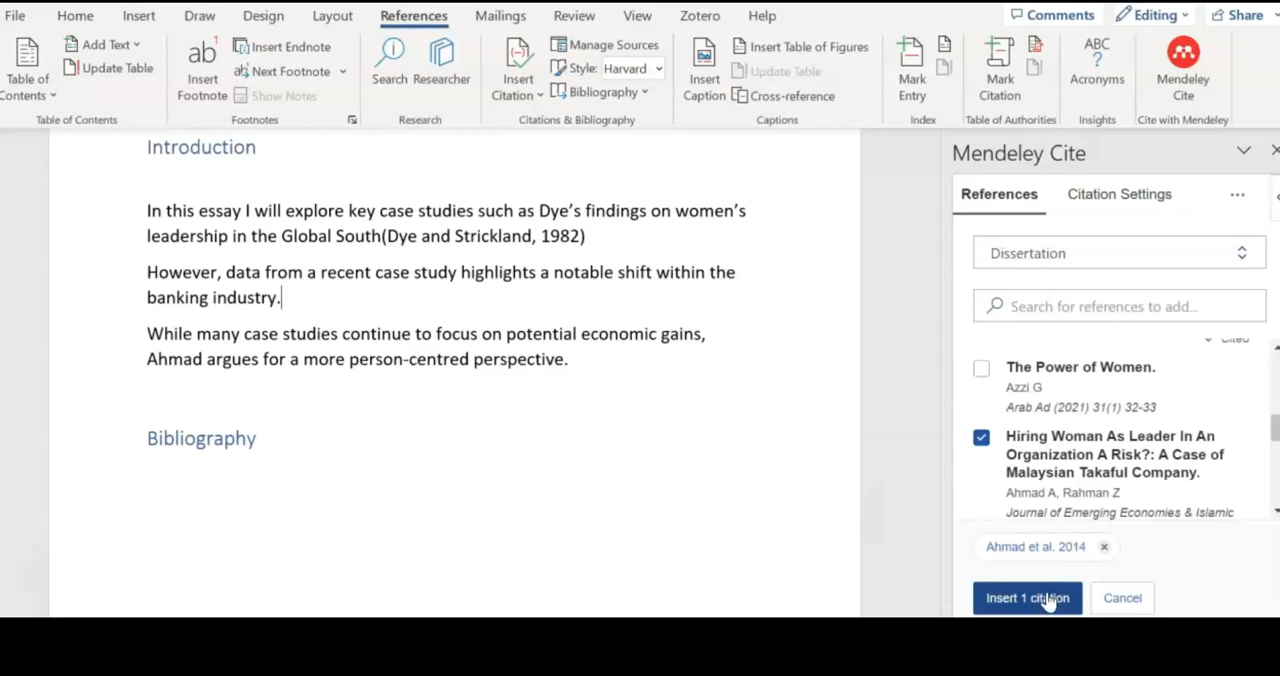 File Home Insert Draw Design Layout References Mailings Review View Zotero Help Comments Editing Share
Table of Contents
Add Text
Update Table
Table of Contents
ab
Insert Footnote
Insert Endnote
Next Footnote
Show Notes
Footnotes
Search Researcher
Research
Insert Citation
Manage Sources
Style: Harvard
Bibliography
Citations & Bibliography
Insert Caption
Insert Table of Figures
Update Table
Cross-reference
Captions
Mark Entry
Index
Mark Citation
Table of Authorities
ABC
?
Acronyms
Insights
Mendeley Cite
Cite with Mendeley
Introduction
In this essay I will explore key case studies such as Dye’s findings on women’s
leadership in the Global South(Dye and Strickland, 1982)
However, data from a recent case study highlights a notable shift within the
banking industry.
While many case studies continue to focus on potential economic gains,
Ahmad argues for a more person-centred perspective.
Bibliography
Mendeley Cite
References Citation Settings
Dissertation
Search for references to add...
Cited
The Power of Women.
Azzi G
Arab Ad (2021) 31(1) 32-33
Hiring Woman As Leader In An
Organization A Risk?: A Case of
Malaysian Takaful Company.
Ahmad A, Rahman Z
Journal of Emerging Economies & Islamic
Ahmad et al. 2014
Insert 1 citation Cancel